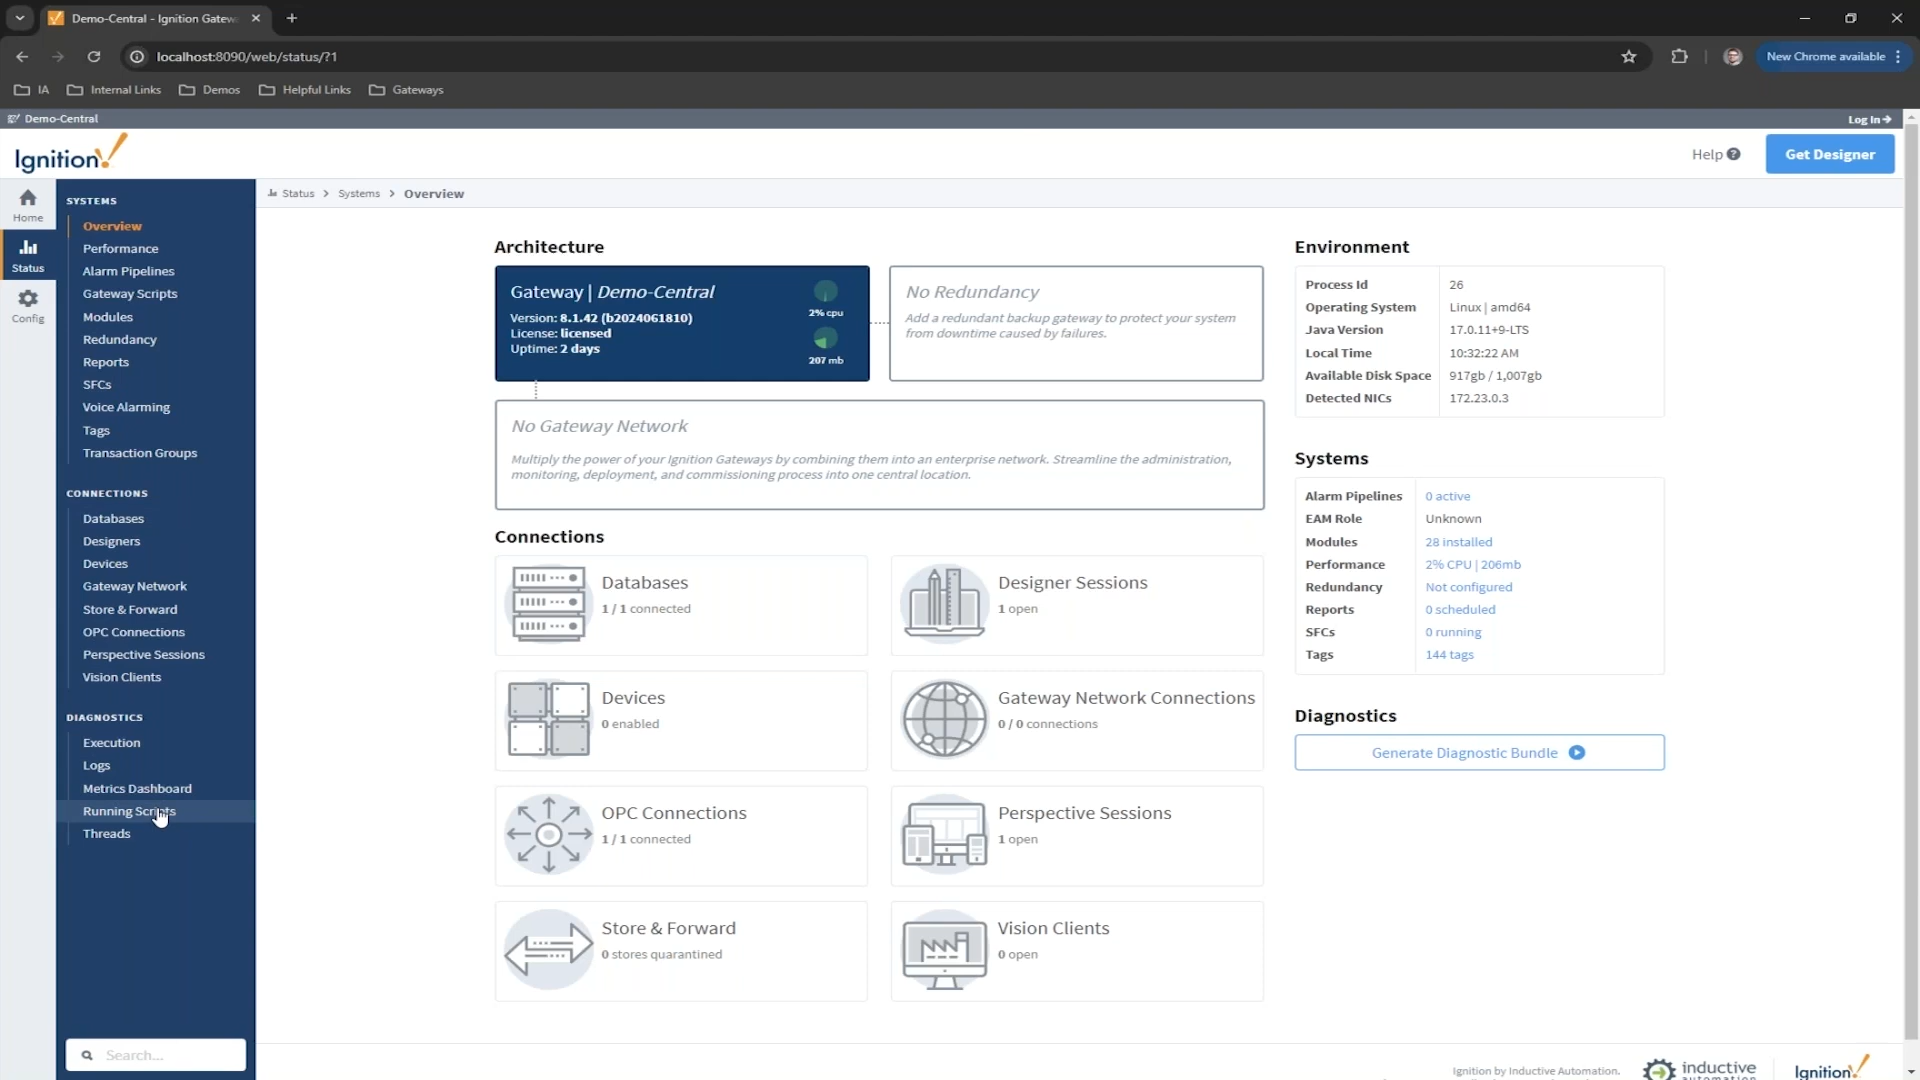 Demo-Central - Ignition Gatew
localhost:8090/web/status/?1
New Chrome available
IA
Internal Links
Demos
Helpful Links
Gateways
Demo-Central
Log In
Ignition!
Help
Get Designer
Home
Status
Config
SYSTEMS
Overview
Performance
Alarm Pipelines
Gateway Scripts
Modules
Redundancy
Reports
SFCs
Voice Alarming
Tags
Transaction Groups
CONNECTIONS
Databases
Designers
Devices
Gateway Network
Store & Forward
OPC Connections
Perspective Sessions
Vision Clients
DIAGNOSTICS
Execution
Logs
Metrics Dashboard
Running Scripts
Threads
Search...
Status > Systems > Overview
Architecture
Gateway | Demo-Central
Version: 8.1.42 (b2024061810)
License: licensed
Uptime: 2 days
2% cpu
207 mb
No Redundancy
Add a redundant backup gateway to protect your system
from downtime caused by failures.
No Gateway Network
Multiply the power of your Ignition Gateways by combining them into an enterprise network. Streamline the administration,
monitoring, deployment, and commissioning process into one central location.
Connections
Databases
1 / 1 connected
Designer Sessions
1 open
Devices
0 enabled
Gateway Network Connections
0 / 0 connections
OPC Connections
1 / 1 connected
Perspective Sessions
1 open
Store & Forward
0 stores quarantined
Vision Clients
0 open
Environment
Process Id 26
Operating System Linux | amd64
Java Version 17.0.11+9-LTS
Local Time 10:32:22 AM
Available Disk Space 917gb / 1,007gb
Detected NICs 172.23.0.3
Systems
Alarm Pipelines 0 active
EAM Role Unknown
Modules 28 installed
Performance 2% CPU | 206mb
Redundancy Not configured
Reports 0 scheduled
SFCs 0 running
Tags 144 tags
Diagnostics
Generate Diagnostic Bundle
Ignition by Inductive Automation.
inductive
automation
Ignition!